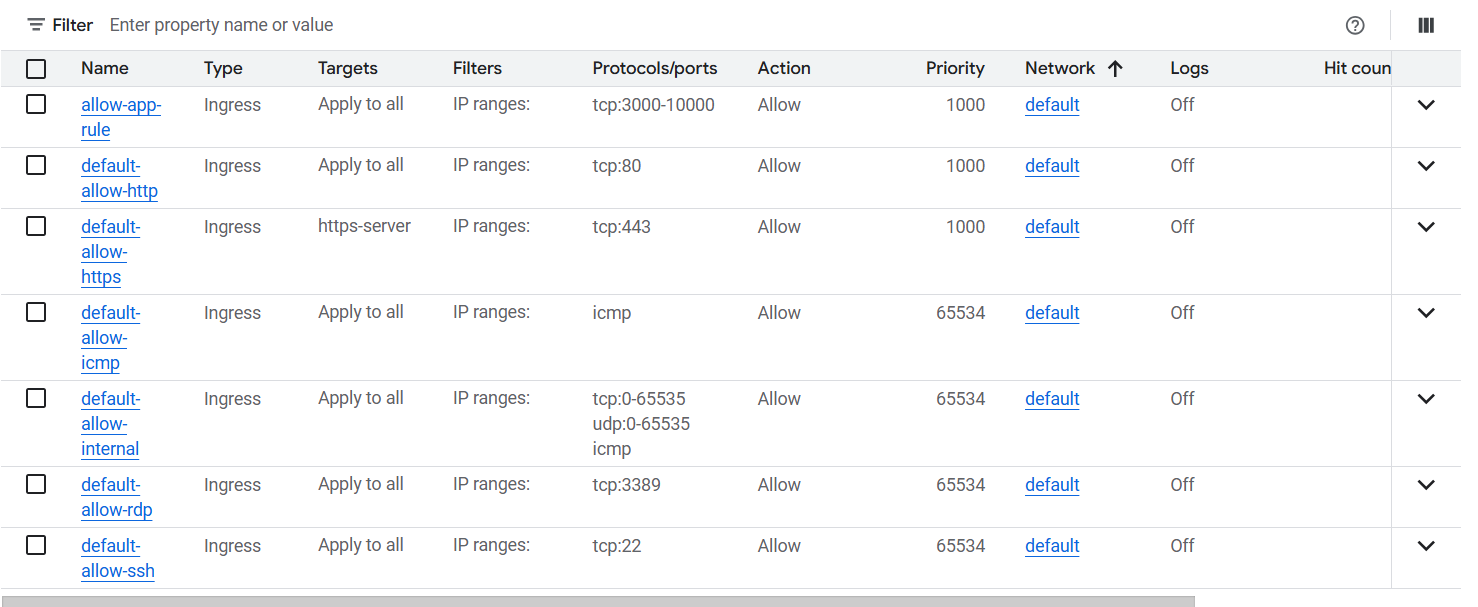 Filter Enter property name or value
Name Type Targets Filters Protocols/ports Action Priority Network Logs Hit coun
allow-app- Ingress Apply to all IP ranges: tcp:3000-10000 Allow 1000 default Off
rule
default- Ingress Apply to all IP ranges: tcp:80 Allow 1000 default Off
allow-http
default- Ingress https-server IP ranges: tcp:443 Allow 1000 default Off
allow-
https
default- Ingress Apply to all IP ranges: icmp Allow 65534 default Off
allow-
icmp
default- Ingress Apply to all IP ranges: tcp:0-65535 Allow 65534 default Off
allow- udp:0-65535
internal icmp
default- Ingress Apply to all IP ranges: tcp:3389 Allow 65534 default Off
allow-rdp
default- Ingress Apply to all IP ranges: tcp:22 Allow 65534 default Off
allow-ssh